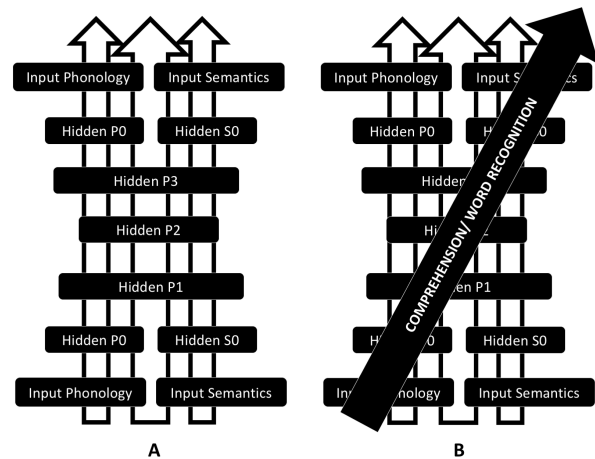 Input Phonology
Input Semantics
Hidden P0
Hidden S0
Hidden P3
Hidden P2
Hidden P1
Hidden P0
Hidden S0
Input Phonology
Input Semantics
A
Input Phonology
Input
Hidden P0
Hidden
P1
COMPREHENSION/ WORD RECOGNITION
Hidden S0
Input Semantics
B